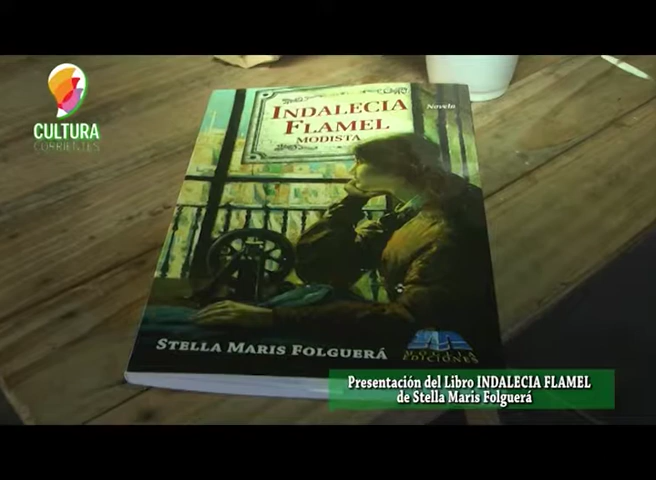 CULTURA
CORRIENTES
INDALECIA
FLAMEL
MODISTA
Novela
STELLA MARIS FOLGUERÁ
MOGLIA
EDICIONES
Presentación del Libro INDALECIA FLAMEL
de Stella Maris Folguerá